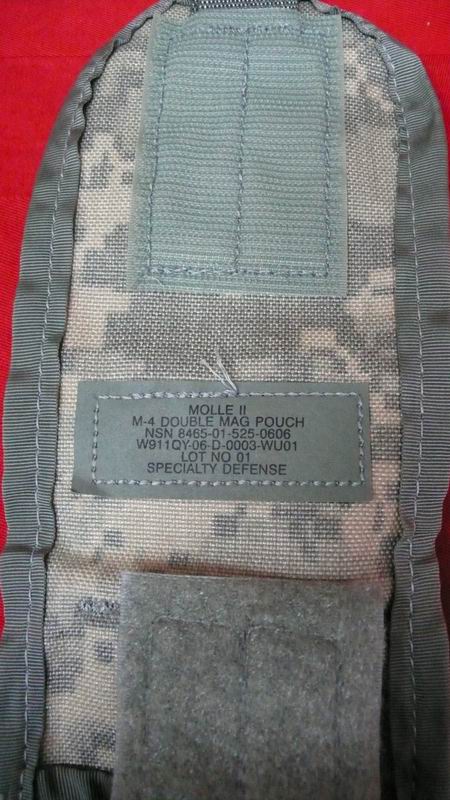 MOLLE II
M-4 DOUBLE MAG POUCH
NSN 8465-01-525-0606
W911QY-06-D-0003-WU01
LOT NO 01
SPECIALTY DEFENSE